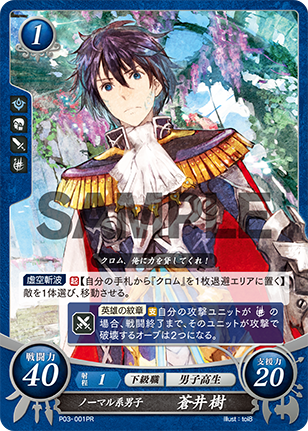 1
SAMPLE
クロム、俺に力を貸してくれ!
虚空斬波 起【自分の手札から『クロム』を1枚退避エリアに置く】
敵を1体選び、移動させる。
英雄の紋章 支自分の攻撃ユニットが
の場合、戦闘終了まで、そのユニットが攻撃で
破壊するオーブは2つになる。
戦闘力 40
射程 1 下級職 男子高生
支援力 20
ノーマル系男子 蒼井樹
P03-001PR
Illust:toi8